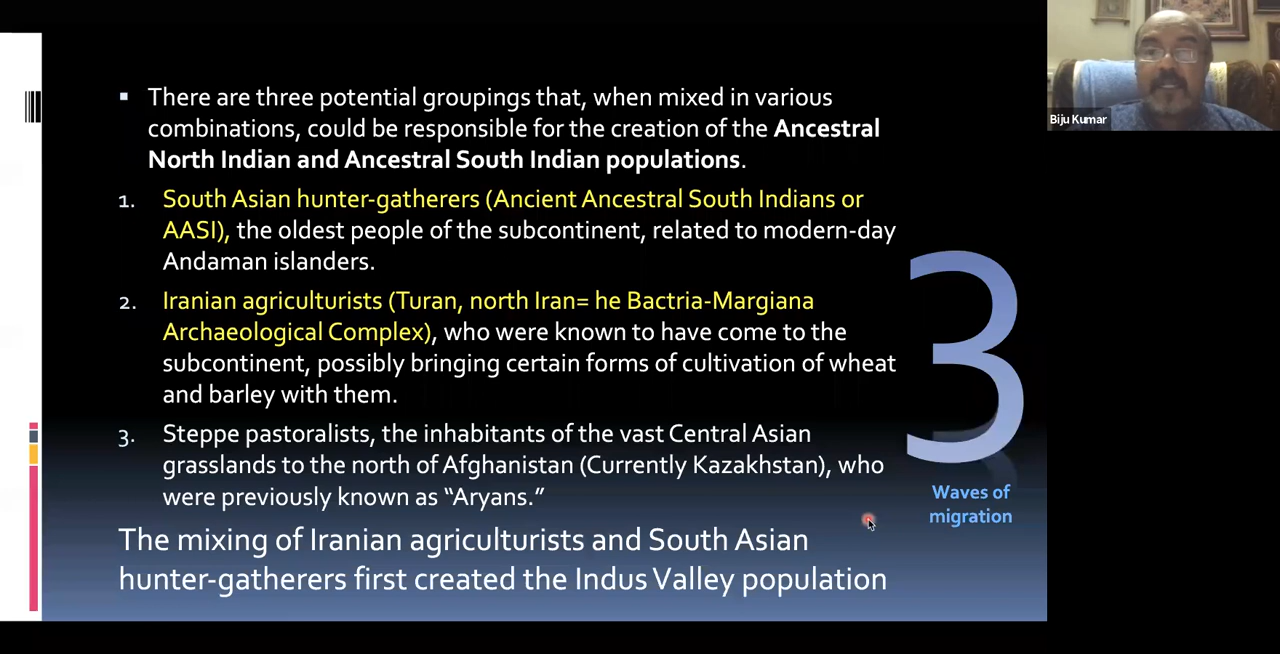 There are three potential groupings that, when mixed in various
combinations, could be responsible for the creation of the Ancestral
North Indian and Ancestral South Indian populations.
1. South Asian hunter-gatherers (Ancient Ancestral South Indians or
AASI), the oldest people of the subcontinent, related to modern-day
Andaman islanders.
2. Iranian agriculturists (Turan, north Iran= he Bactria-Margiana
Archaeological Complex), who were known to have come to the
subcontinent, possibly bringing certain forms of cultivation of wheat
and barley with them.
3. Steppe pastoralists, the inhabitants of the vast Central Asian
grasslands to the north of Afghanistan (Currently Kazakhstan), who
were previously known as “Aryans.”
The mixing of Iranian agriculturists and South Asian
hunter-gatherers first created the Indus Valley population
3
Waves of
migration
Biju Kumar